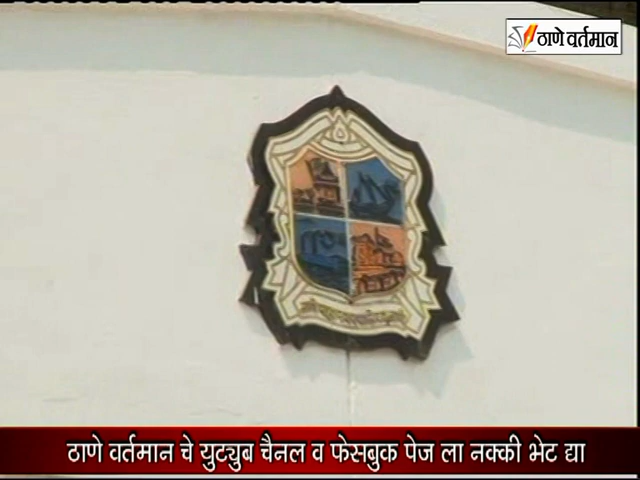 ठाणे वर्तमान
ठाणे वर्तमान चे युट्युब चैनल व फेसबुक पेज ला नक्की भेट द्या